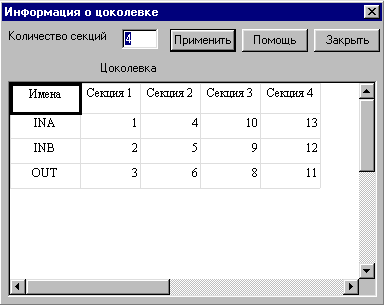 Информация о цоколевке
Количество секций 4 Применить Помощь Закрыть
Цоколевка
Имена Секция 1 Секция 2 Секция 3 Секция 4
INA 1 4 10 13
INB 2 5 9 12
OUT 3 6 8 11